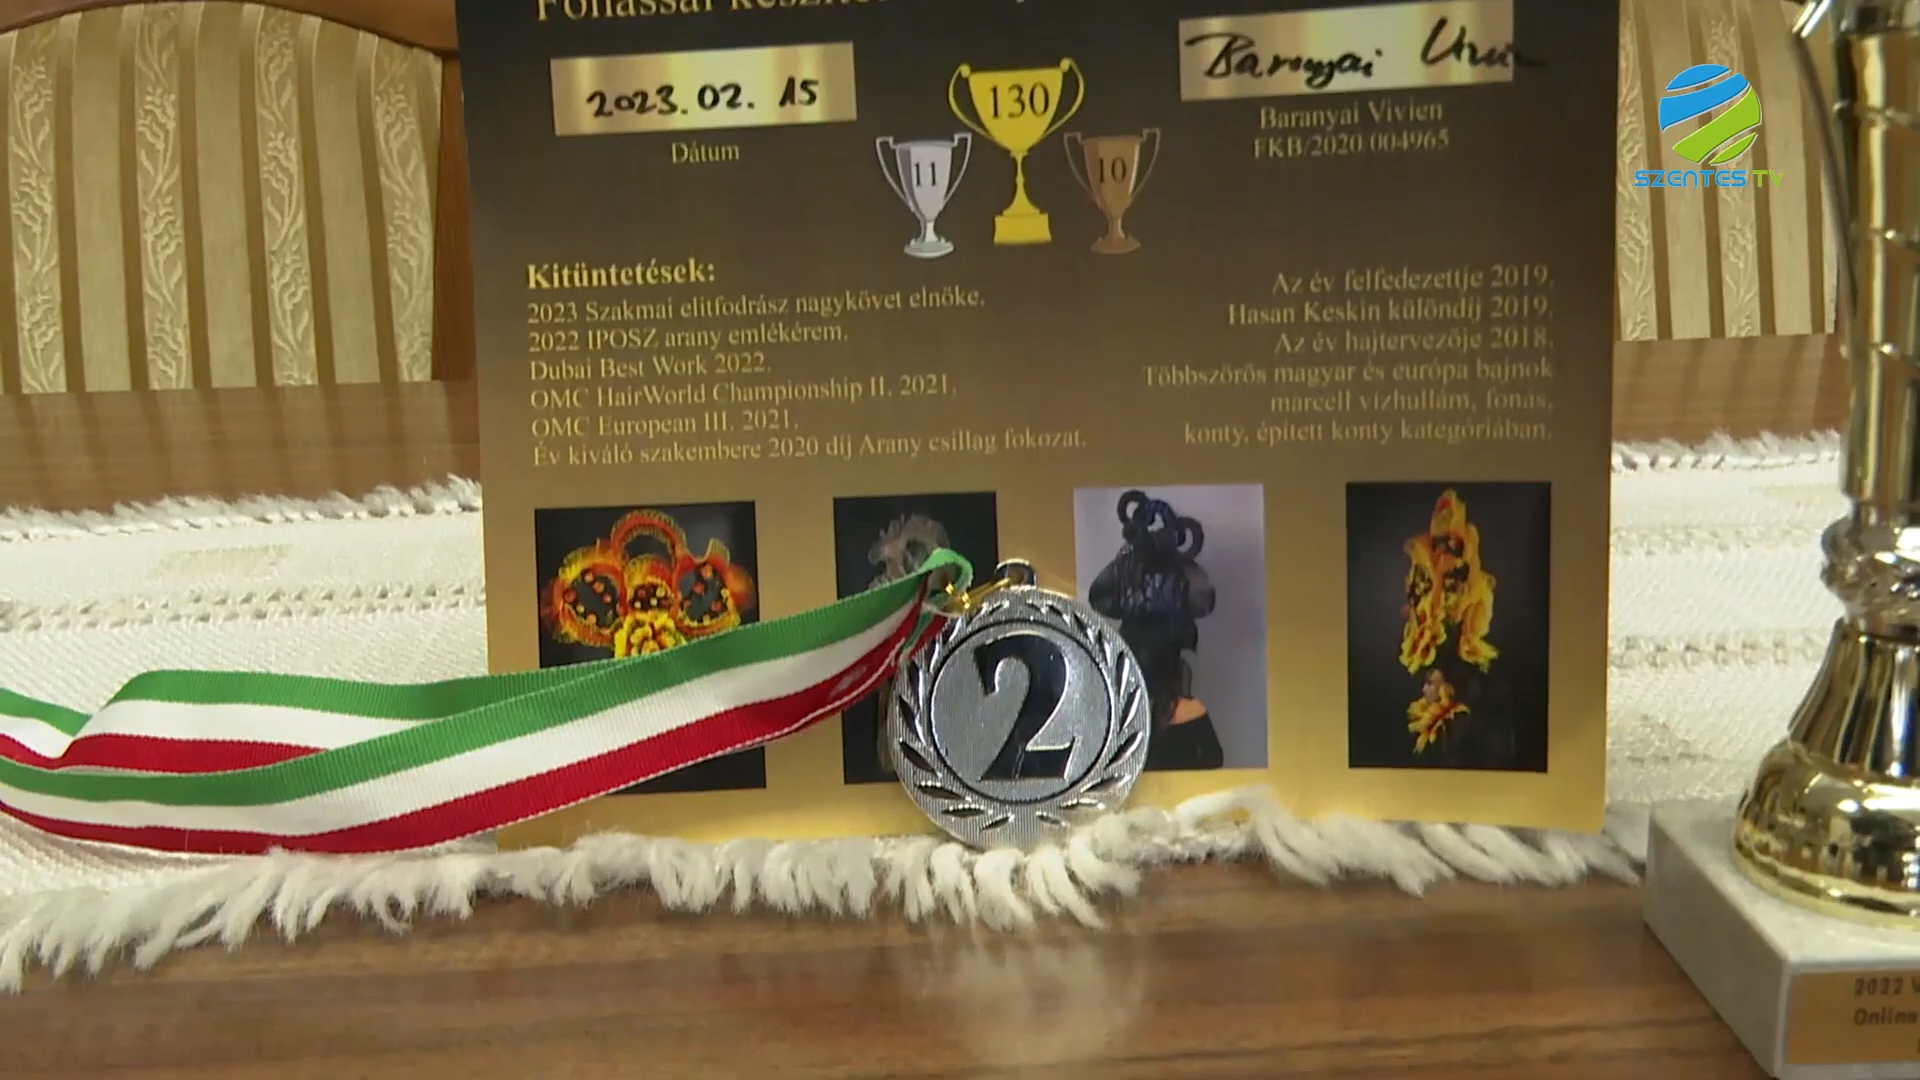 2023.02. 15
Dátum
130
11
10
Baranyai
Baranyai Vivien
FKB/2020 004965
SZENTES TV
Kitüntetések:
2023 Szakmai elitfodrász nagykövet elnöke.
2022 IPOSZ arany emlékérem.
Dubai Best Work 2022.
OMC HairWorld Championship II. 2021.
OMC European III. 2021.
Év kiváló szakembere 2020 díj Arany csillag fokozat.
Az év felfedezettje 2019.
Hasan Keskin különdíj 2019.
Az év hajtervezője 2018.
Többszörös magyar és európa bajnok
marcell vízhullám, fonás,
konty, épített konty kategóriában.
2
2022
Online